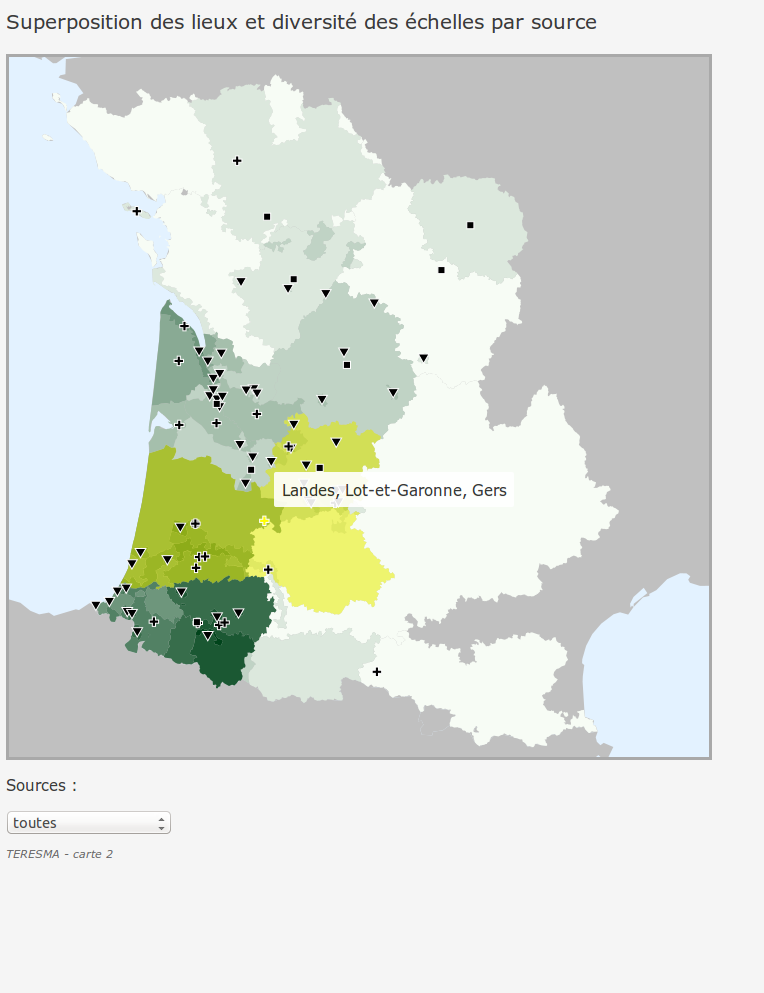 Superposition des lieux et diversité des échelles par source
Landes, Lot-et-Garonne, Gers
Sources :
toutes
TERESMA - carte 2